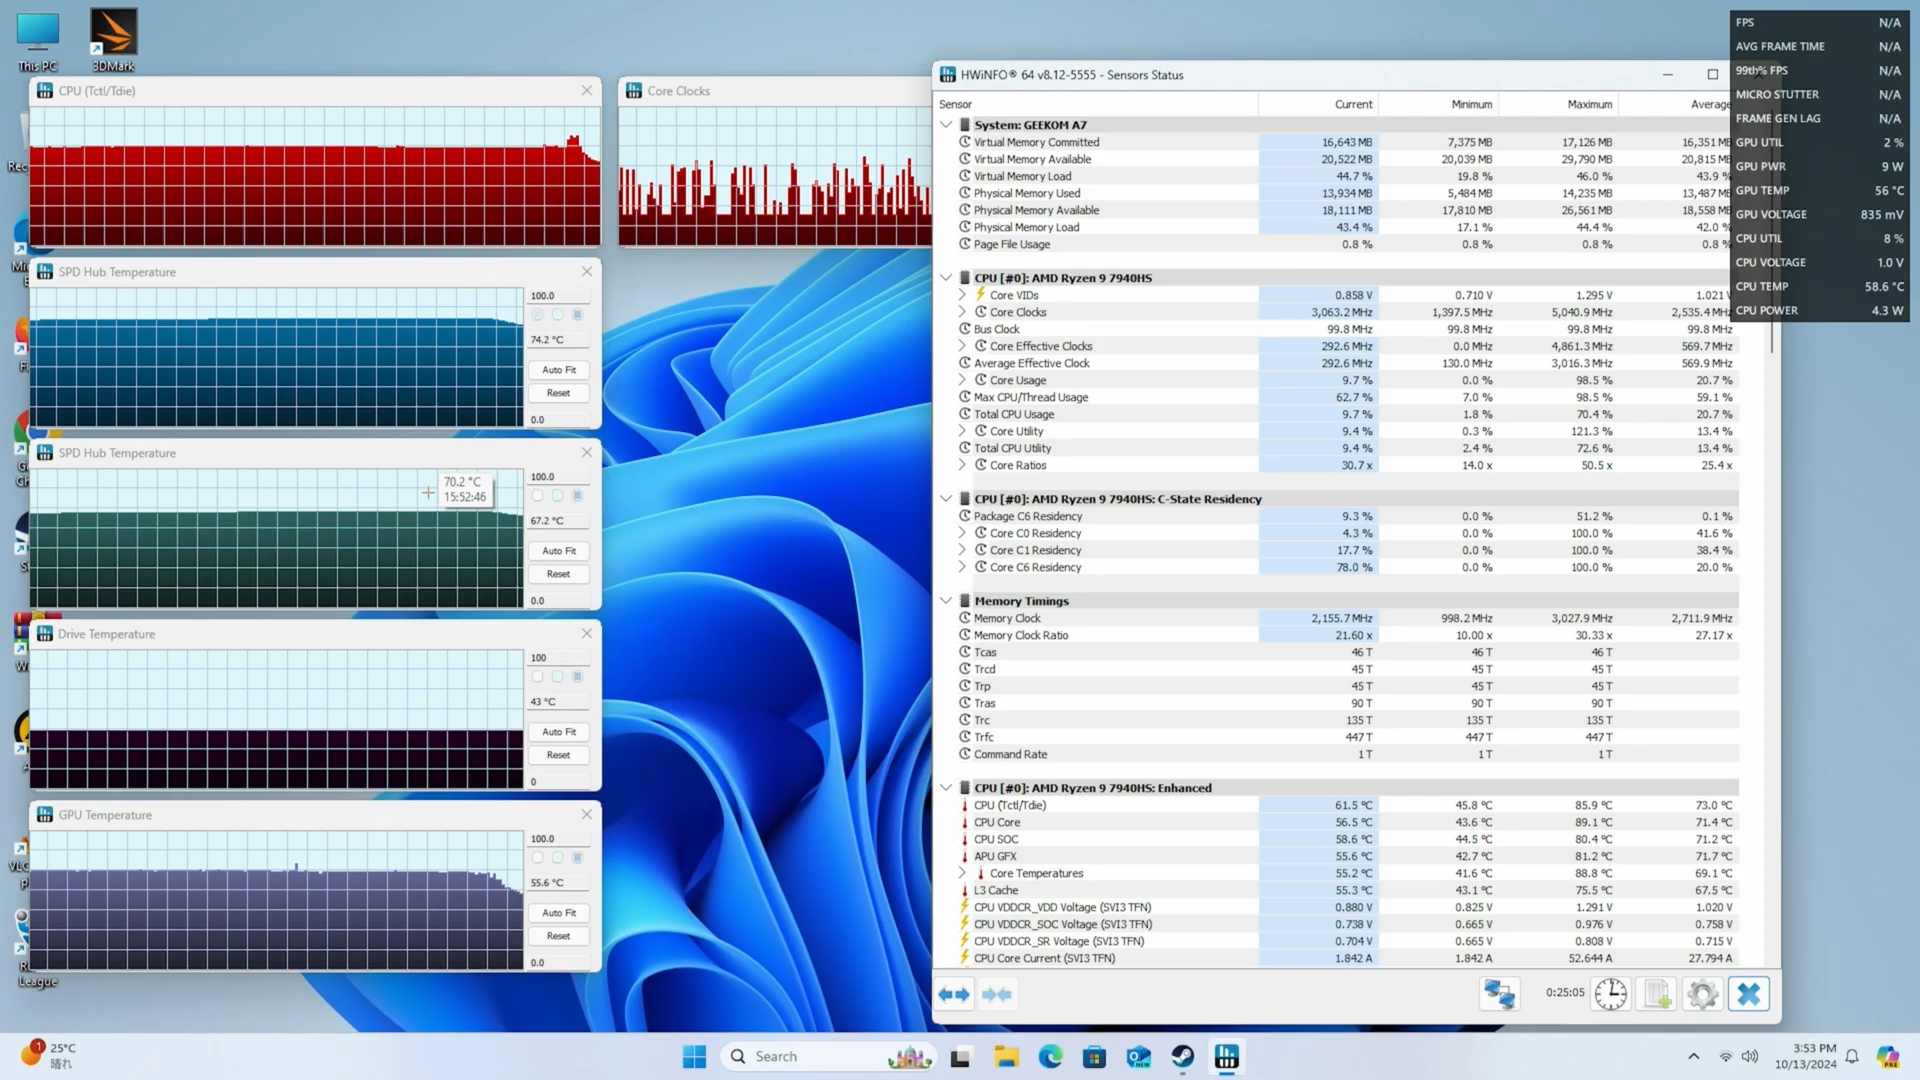 This PC
3DMark
CPU (Tctl/Tdie)
Core Clocks
SPD Hub Temperature
100.0
74.2 °C
Auto Fit
Reset
0.0
SPD Hub Temperature
70.2 °C
15:52:46
100.0
67.2 °C
Auto Fit
Reset
0.0
Drive Temperature
100
43 °C
Auto Fit
Reset
0
GPU Temperature
100.0
55.6 °C
Auto Fit
Reset
0.0
League
HWiNFO® 64 v8.12-5555 - Sensors Status
Sensor Current Minimum Maximum Average
System: GEEKOM A7
Virtual Memory Committed 16,643 MB 7,375 MB 17,126 MB 16,351 MB
Virtual Memory Available 20,522 MB 20,039 MB 29,790 MB 20,815 MB
Virtual Memory Load 44.7 % 19.8 % 46.0 % 43.9 %
Physical Memory Used 13,934 MB 5,484 MB 14,235 MB 13,487 MB
Physical Memory Available 18,111 MB 17,810 MB 26,561 MB 18,558 MB
Physical Memory Load 43.4 % 17.1 % 44.4 % 42.0 %
Page File Usage 0.8 % 0.8 % 0.8 % 0.8 %
CPU [#0]: AMD Ryzen 9 7940HS
Core VIDs 0.858 V 0.710 V 1.295 V 1.021 V
Core Clocks 3,063.2 MHz 1,397.5 MHz 5,040.9 MHz 2,535.4 MHz
Bus Clock 99.8 MHz 99.8 MHz 99.8 MHz 99.8 MHz
Core Effective Clocks 292.6 MHz 0.0 MHz 4,861.3 MHz 569.7 MHz
Average Effective Clock 292.6 MHz 130.0 MHz 3,016.3 MHz 569.9 MHz
Core Usage 9.7 % 0.0 % 98.5 % 20.7 %
Max CPU/Thread Usage 62.7 % 7.0 % 98.5 % 59.1 %
Total CPU Usage 9.7 % 1.8 % 70.4 % 20.7 %
Core Utility 9.4 % 0.3 % 121.3 % 13.4 %
Total CPU Utility 9.4 % 2.4 % 72.6 % 13.4 %
Core Ratios 30.7 x 14.0 x 50.5 x 25.4 x
CPU [#0]: AMD Ryzen 9 7940HS: C-State Residency
Package C6 Residency 9.3 % 0.0 % 51.2 % 0.1 %
Core C0 Residency 4.3 % 0.0 % 100.0 % 41.6 %
Core C1 Residency 17.7 % 0.0 % 100.0 % 38.4 %
Core C6 Residency 78.0 % 0.0 % 100.0 % 20.0 %
Memory Timings
Memory Clock 2,155.7 MHz 998.2 MHz 3,027.9 MHz 2,711.9 MHz
Memory Clock Ratio 21.60 x 10.00 x 30.33 x 27.17 x
Tcas 46 T 46 T 46 T
Trcd 45 T 45 T 45 T
Trp 45 T 45 T 45 T
Tras 90 T 90 T 90 T
Trc 135 T 135 T 135 T
Trfc 447 T 447 T 447 T
Command Rate 1 T 1 T 1 T
CPU [#0]: AMD Ryzen 9 7940HS: Enhanced
CPU (Tctl/Tdie) 61.5 °C 45.8 °C 85.9 °C 73.0 °C
CPU Core 56.5 °C 43.6 °C 89.1 °C 71.4 °C
CPU SOC 58.6 °C 44.5 °C 80.4 °C 71.2 °C
APU GFX 55.6 °C 42.7 °C 81.2 °C 71.7 °C
Core Temperatures 55.2 °C 41.6 °C 88.8 °C 69.1 °C
L3 Cache 55.3 °C 43.1 °C 75.5 °C 67.5 °C
CPU VDDCR_VDD Voltage (SVI3 TFN) 0.880 V 0.825 V 1.291 V 1.020 V
CPU VDDCR_SOC Voltage (SVI3 TFN) 0.738 V 0.665 V 0.976 V 0.758 V
CPU VDDCR_SR Voltage (SVI3 TFN) 0.704 V 0.665 V 0.808 V 0.715 V
CPU Core Current (SVI3 TFN) 1.842 A 1.842 A 52.644 A 27.794 A
0:25:05
FPS N/A
AVG FRAME TIME N/A
99th% FPS N/A
MICRO STUTTER N/A
FRAME GEN LAG N/A
GPU UTIL 2 %
GPU PWR 9 W
GPU TEMP 56 °C
GPU VOLTAGE 835 mV
CPU UTIL 8 %
CPU VOLTAGE 1.0 V
CPU TEMP 58.6 °C
CPU POWER 4.3 W
1
25°C
晴れ
Search
NEW
3:53 PM
10/13/2024
PRE